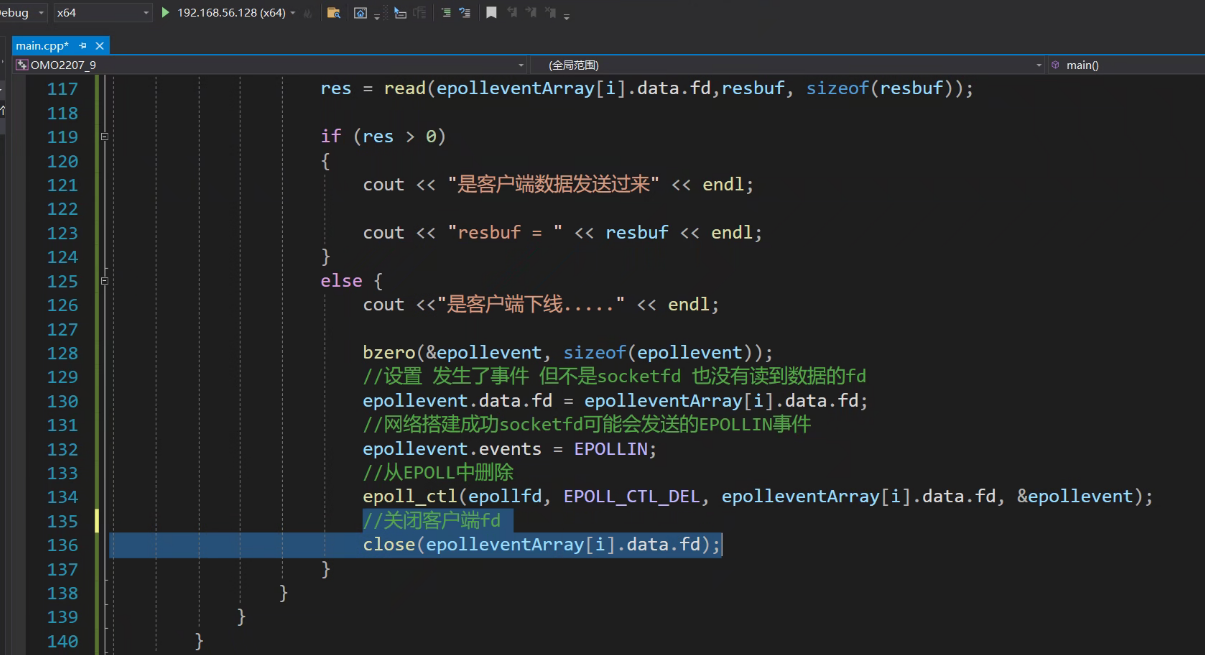 ebug
x64
192.168.56.128 (x64)
main.cpp*
OMO2207_9
(全局范围)
main()
117 res = read(epolleventArray[i].data.fd,resbuf, sizeof(resbuf));
118
119 if (res > 0)
120 {
121 cout << "是客户端数据发送过来" << endl;
122
123 cout << "resbuf = " << resbuf << endl;
124 }
125 else {
126 cout <<"是客户端下线....." << endl;
127
128 bzero(&epollevent, sizeof(epollevent));
129 //设置 发生了事件 但不是socketfd 也没有读到数据的fd
130 epollevent.data.fd = epolleventArray[i].data.fd;
131 //网络搭建成功socketfd可能会发送的EPOLLIN事件
132 epollevent.events = EPOLLIN;
133 //从EPOLL中删除
134 epoll_ctl(epollfd, EPOLL_CTL_DEL, epolleventArray[i].data.fd, &epollevent);
135 //关闭客户端fd
136 close(epolleventArray[i].data.fd);
137 }
138 }
139 }
140 }